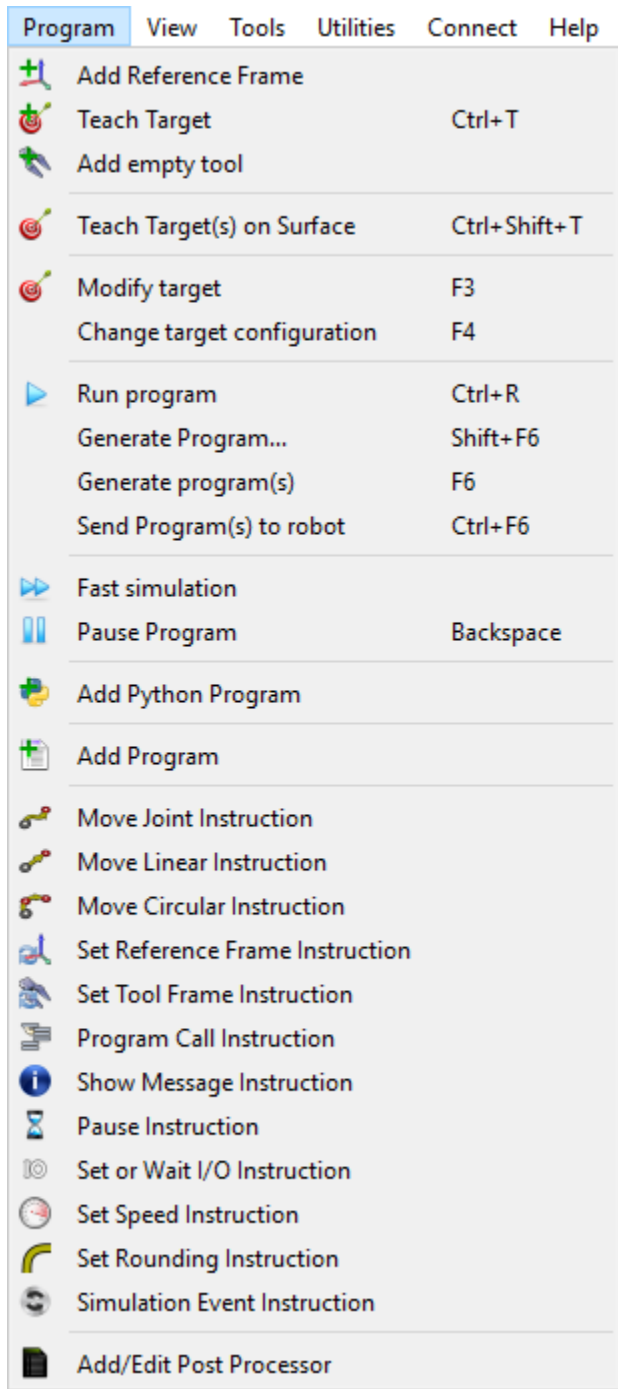 Program View Tools Utilities Connect Help
Add Reference Frame
Teach Target Ctrl+T
Add empty tool
Teach Target(s) on Surface Ctrl+Shift+T
Modify target F3
Change target configuration F4
Run program Ctrl+R
Generate Program... Shift+F6
Generate program(s) F6
Send Program(s) to robot Ctrl+F6
Fast simulation
Pause Program Backspace
Add Python Program
Add Program
Move Joint Instruction
Move Linear Instruction
Move Circular Instruction
Set Reference Frame Instruction
Set Tool Frame Instruction
Program Call Instruction
Show Message Instruction
Pause Instruction
Set or Wait I/O Instruction
Set Speed Instruction
Set Rounding Instruction
Simulation Event Instruction
Add/Edit Post Processor